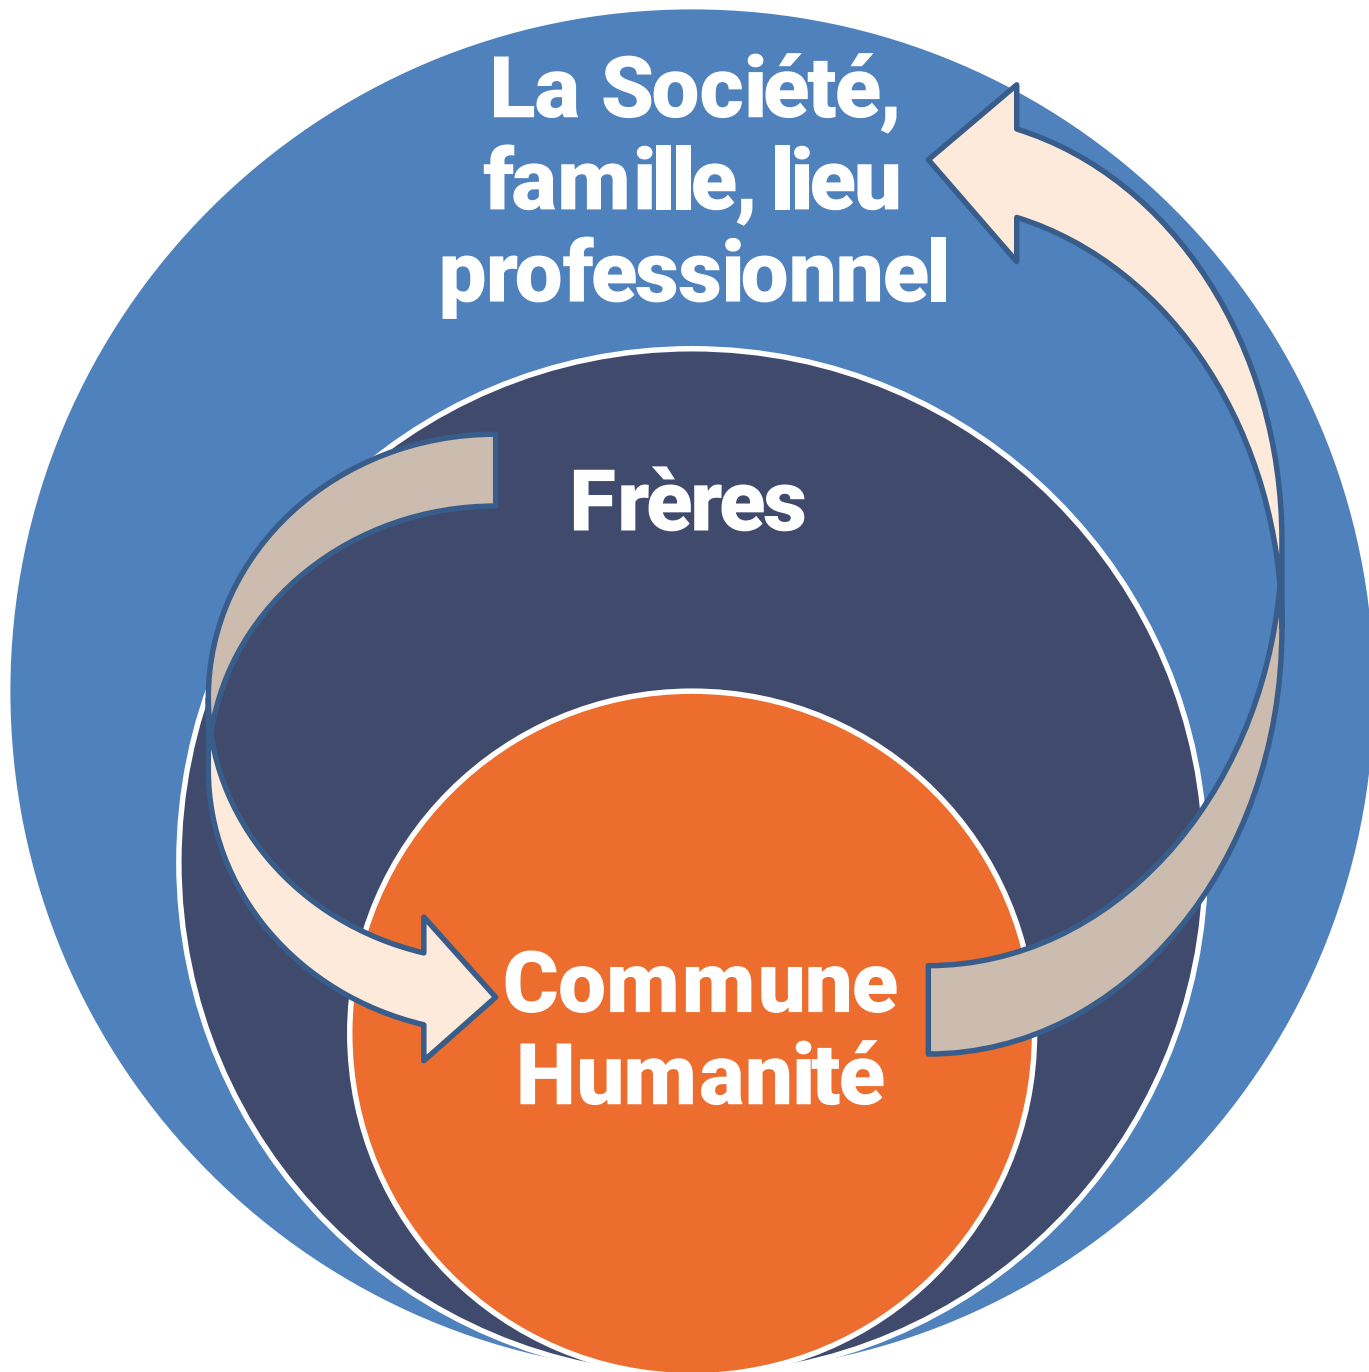 La Société,
famille, lieu
professionnel
Frères
Commune
Humanité